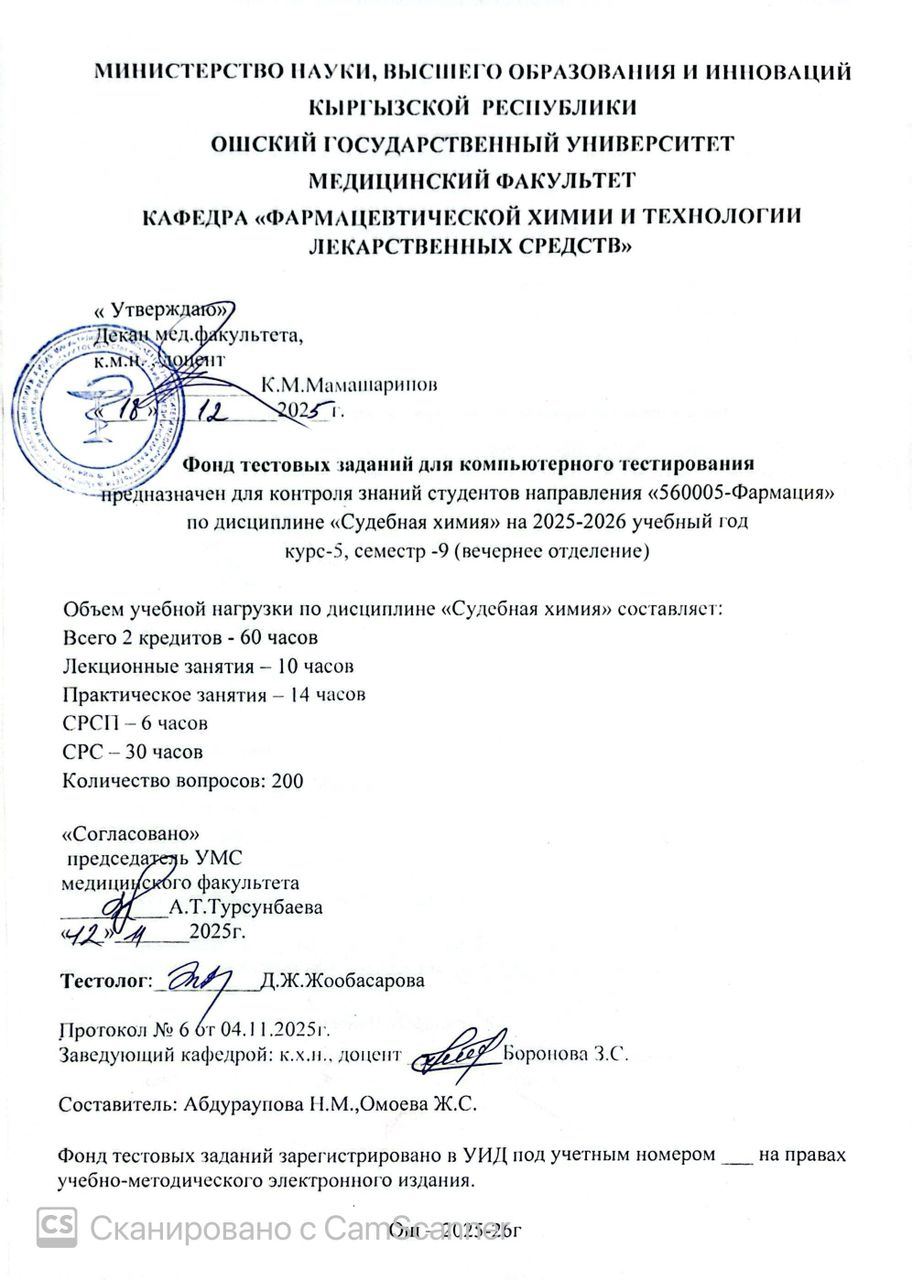 МИНИСТЕРСТВО НАУКИ, ВЫСШЕГО ОБРАЗОВАНИЯ И ИННОВАЦИЙ
КЫРГЫЗСКОЙ РЕСПУБЛИКИ
ОШСКИЙ ГОСУДАРСТВЕННЫЙ УНИВЕРСИТЕТ
МЕДИЦИНСКИЙ ФАКУЛЬТЕТ
КАФЕДРА «ФАРМАЦЕВТИЧЕСКОЙ ХИМИИ И ТЕХНОЛОГИИ
ЛЕКАРСТВЕННЫХ СРЕДСТВ»
« Утверждаю»
Декан мед.факультета,
к.м.н., доцент
К.М.Мамашарипов
« 18 » 12 2025 г.
Фонд тестовых заданий для компьютерного тестирования
предназначен для контроля знаний студентов направления «560005-Фармация»
по дисциплине «Судебная химия» на 2025-2026 учебный год
курс-5, семестр -9 (вечернее отделение)
Объем учебной нагрузки по дисциплине «Судебная химия» составляет:
Всего 2 кредитов - 60 часов
Лекционные занятия – 10 часов
Практическое занятия – 14 часов
СРСП – 6 часов
СРС – 30 часов
Количество вопросов: 200
«Согласовано»
председатель УМС
медицинского факультета
А.Т.Турсунбаева
«12» 11 2025г.
Тестолог: Д.Ж.Жообасарова
Протокол № 6 от 04.11.2025г.
Заведующий кафедрой: к.х.н., доцент Боронова З.С.
Составитель: Абдураупова Н.М.,Омоева Ж.С.
Фонд тестовых заданий зарегистрировано в УИД под учетным номером ___ на правах
учебно-методического электронного издания.
Ош – 2025-26г
CS Сканировано с CamScanner